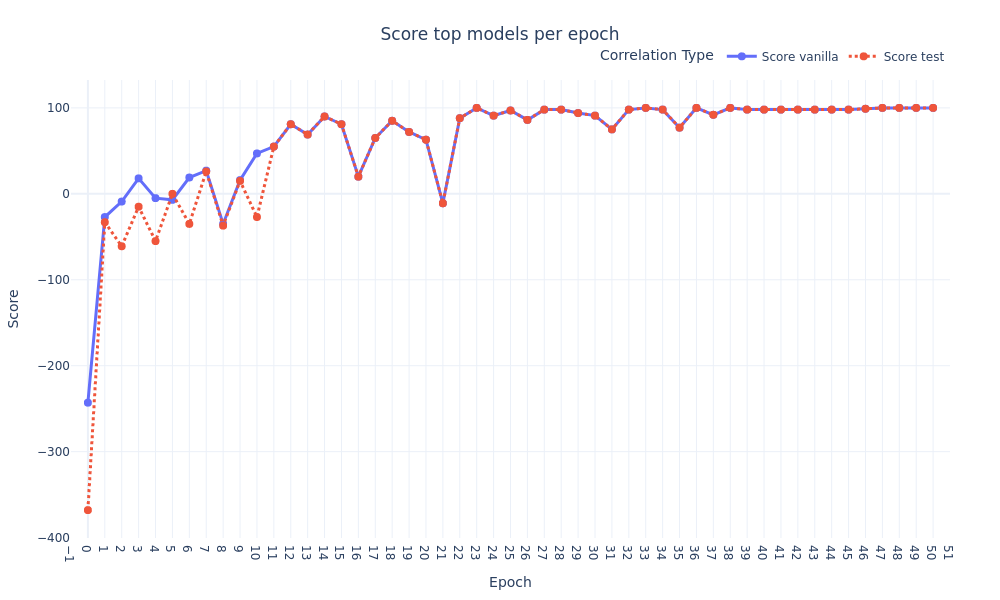 Score top models per epoch
Correlation Type Score vanilla Score test
100
0
−100
−200
−300
−400
Score
−1 0 1 2 3 4 5 6 7 8 9 10 11 12 13 14 15 16 17 18 19 20 21 22 23 24 25 26 27 28 29 30 31 32 33 34 35 36 37 38 39 40 41 42 43 44 45 46 47 48 49 50 51
Epoch